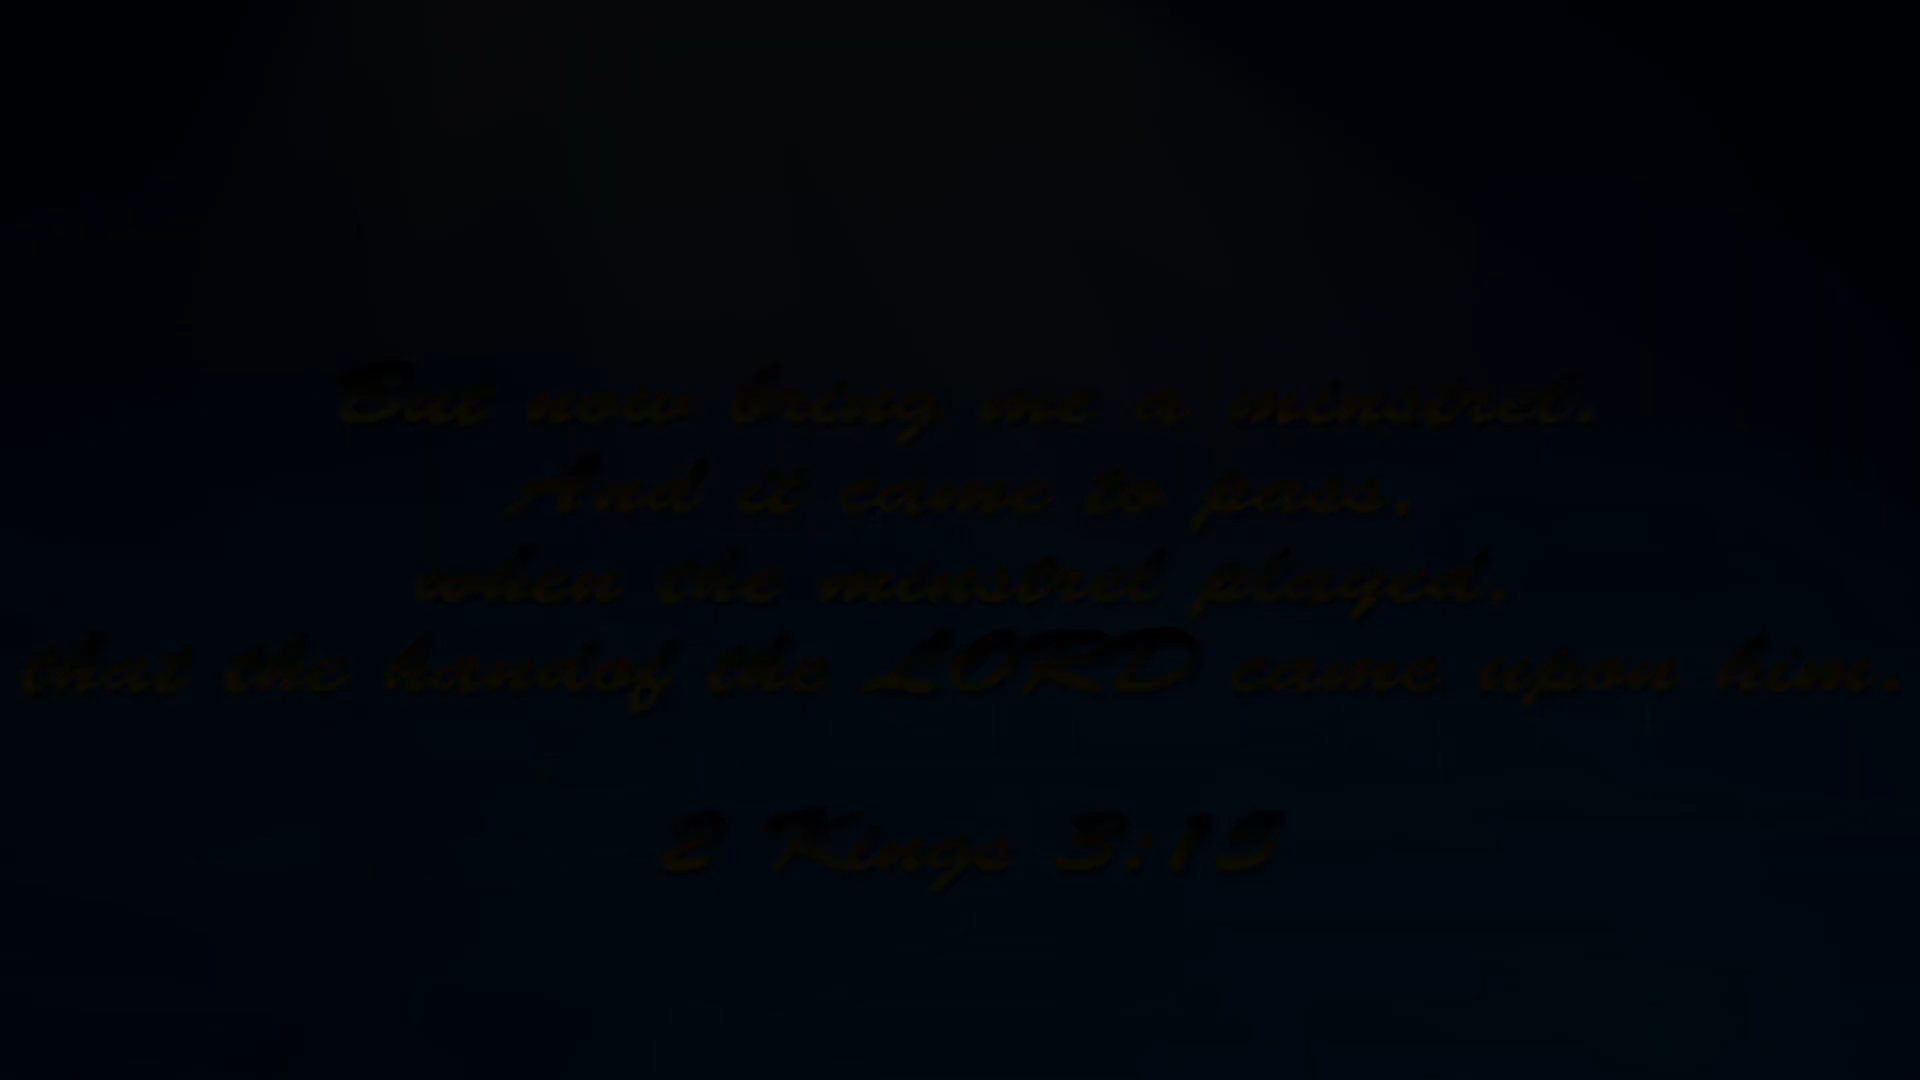 But now bring me a minstrel.
And it came to pass,
when the minstrel played,
that the handof the LORD came upon him.
2 Kings 3:15